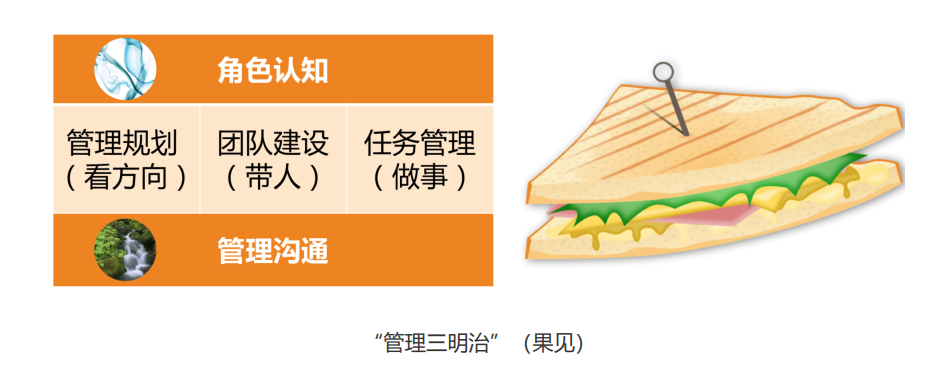 角色认知
管理规划 团队建设 任务管理
（看方向） （带人） （做事）
管理沟通
“管理三明治”（果见）